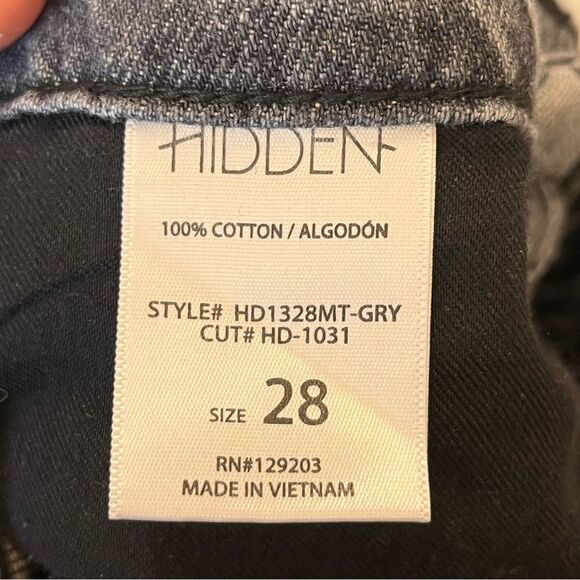 HIDDEN
100% COTTON / ALGODÓN
STYLE# HD1328MT-GRY
CUT# HD-1031
SIZE 28
RN#129203
MADE IN VIETNAM